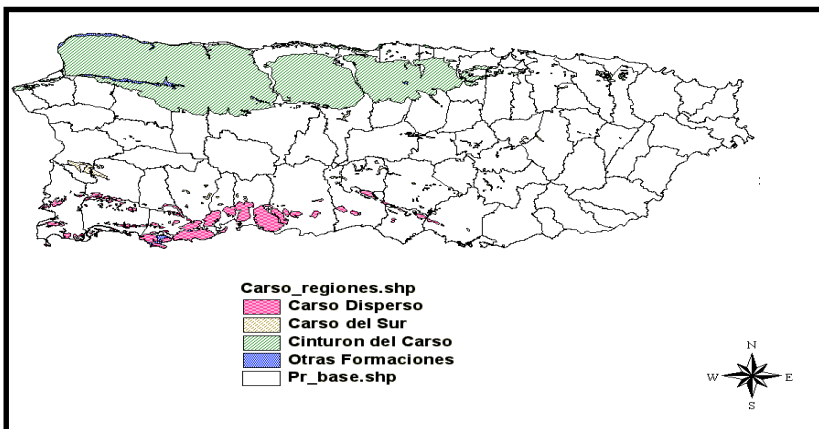 Carso_regiones.shp
Carso Disperso
Carso del Sur
Cinturon del Carso
Otras Formaciones
Pr_base.shp
N
W E
S